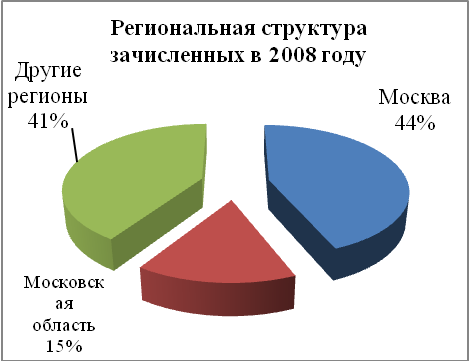 Региональная структура
зачисленных в 2008 году
Другие
регионы
41%
Москва
44%
Московск
ая
область
15%